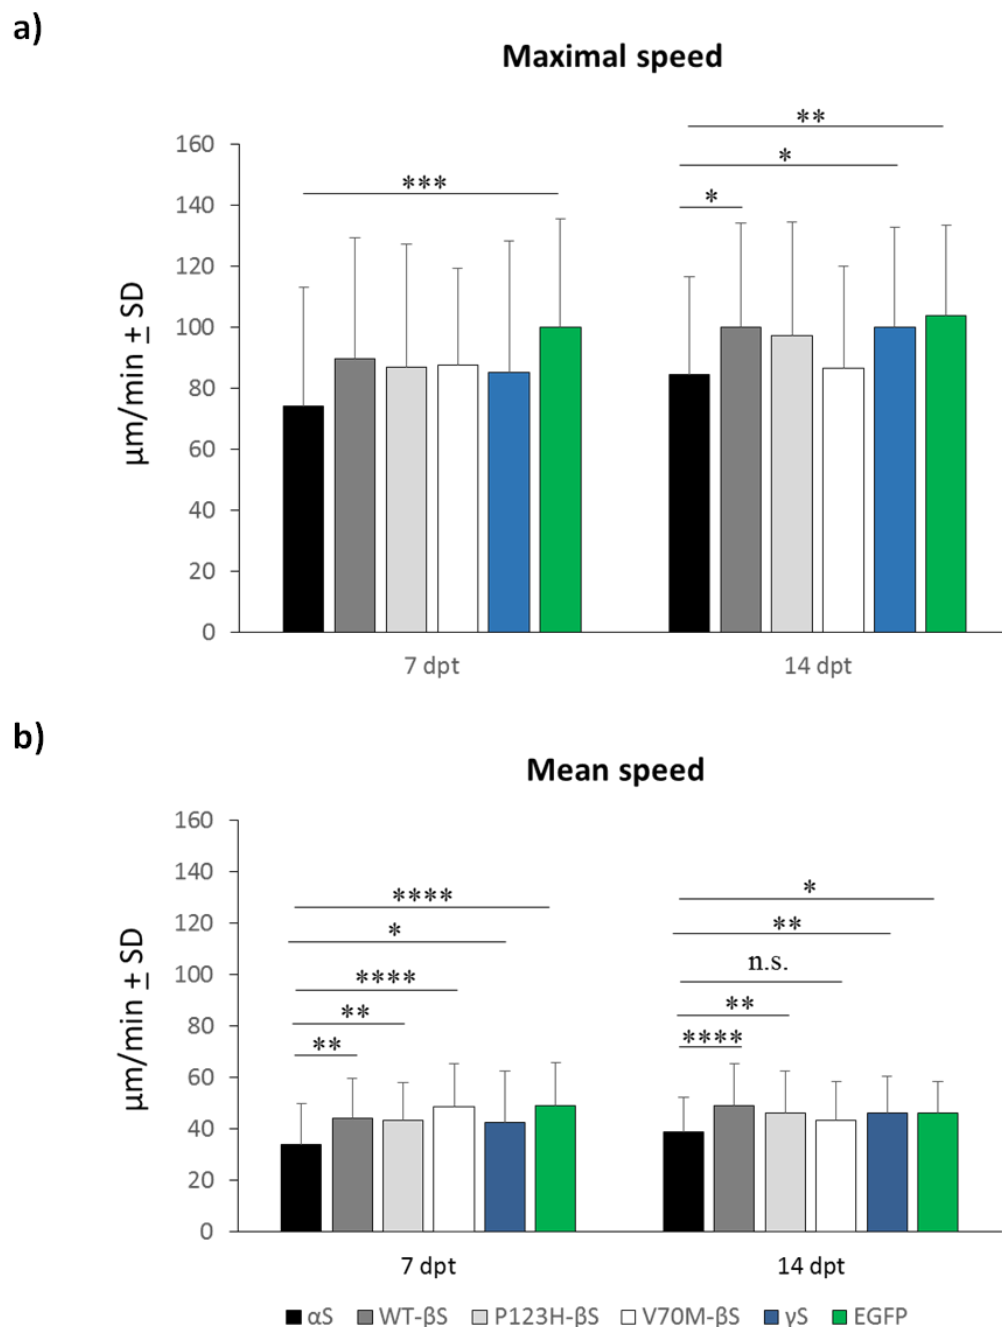 a)
Maximal speed
μm/min ± SD
160
140
120
100
80
60
40
20
0
***
**
*
*
7 dpt
14 dpt
b)
Mean speed
μm/min ± SD
160
140
120
100
80
60
40
20
0
****
*
****
**
**
*
**
n.s.
**
****
7 dpt
14 dpt
αS WT-βS P123H-βS V70M-βS γS EGFP